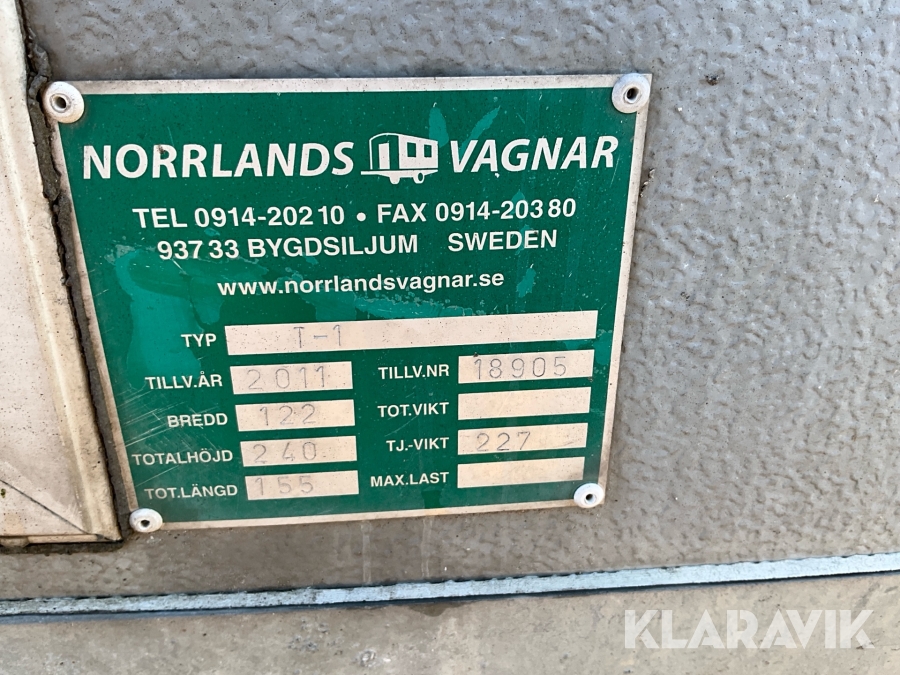 NORRLANDS VAGNAR
TEL 0914-202 10 • FAX 0914-203 80
937 33 BYGDSILJUM SWEDEN
www.norrlandsvagnar.se
TYP T-1
TILLV.ÅR 2011 TILLV.NR 18905
BREDD 122 TOT.VIKT
TOTALHÖJD 240 TJ.-VIKT 227
TOT.LÄNGD 155 MAX.LAST
KLARAVIK